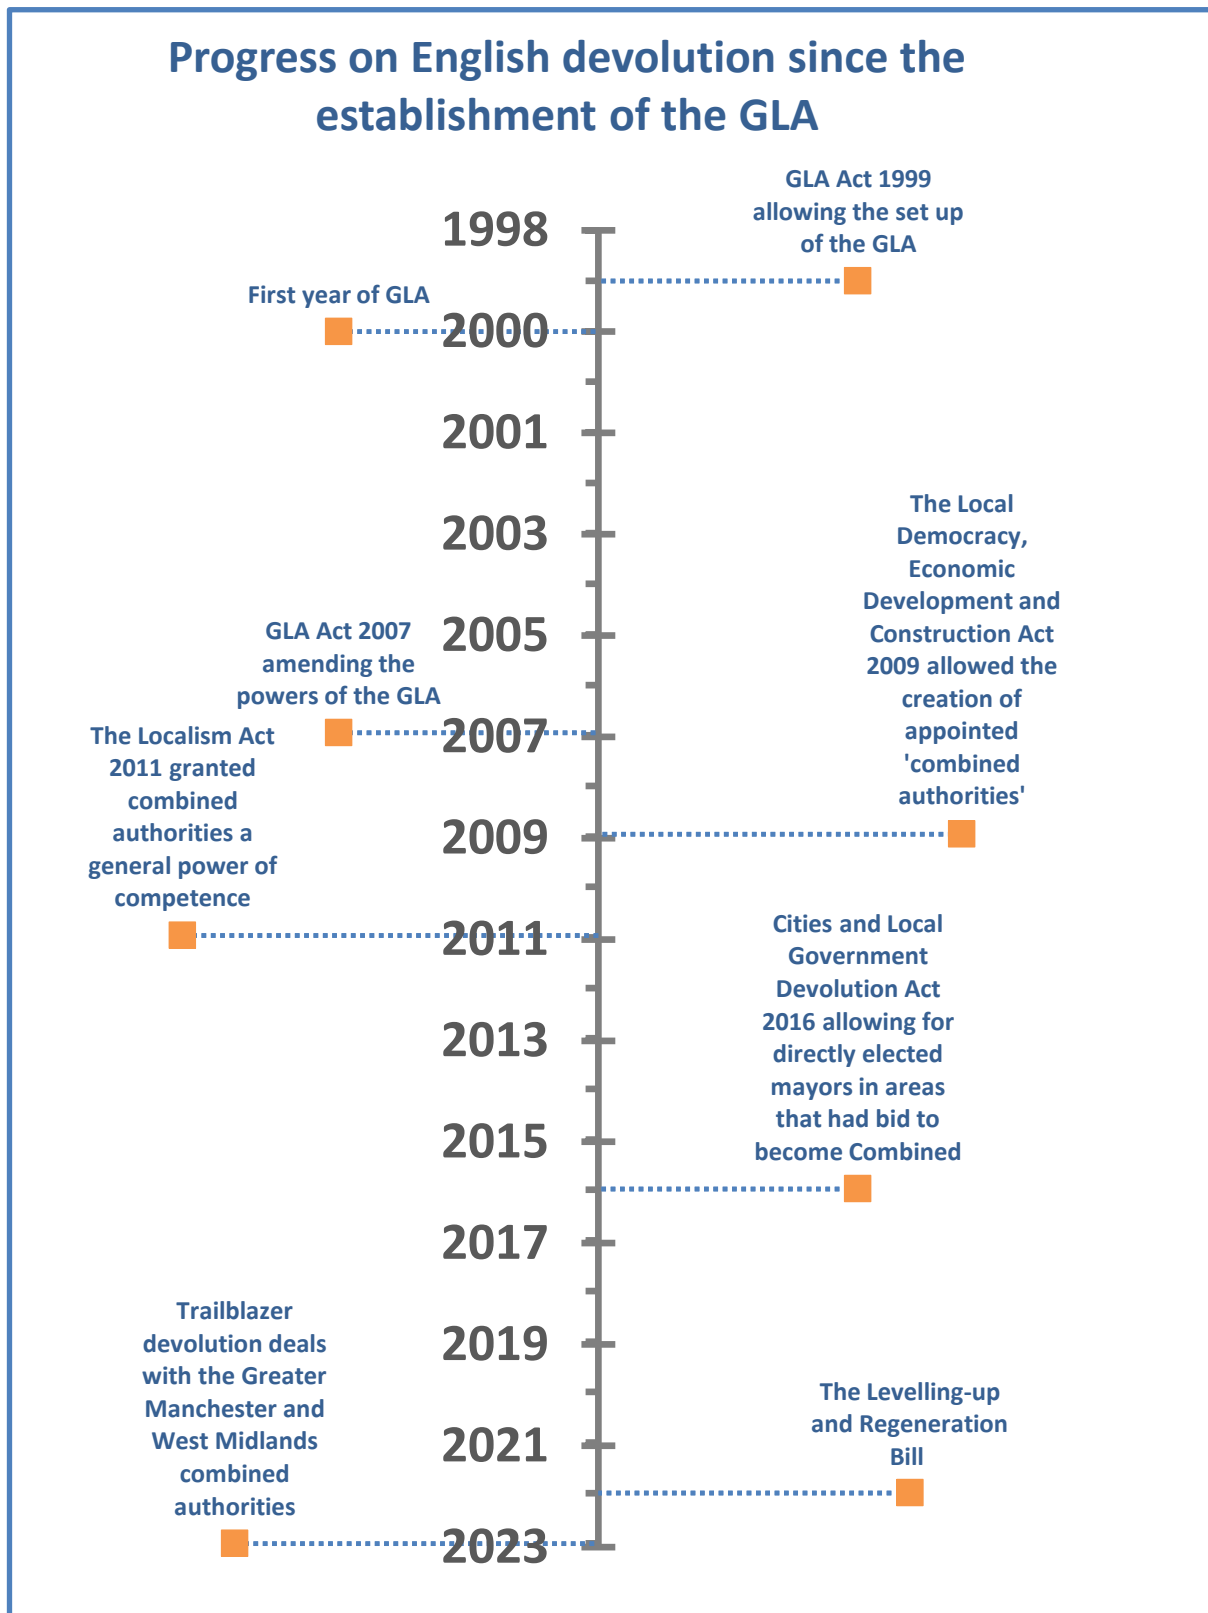 Progress on English devolution since the
establishment of the GLA
GLA Act 1999
allowing the set up
of the GLA
1998
First year of GLA
2000
2001
2003
The Local
Democracy,
Economic
Development and
Construction Act
2009 allowed the
creation of
appointed
'combined
authorities'
2005
GLA Act 2007
amending the
powers of the GLA
2007
The Localism Act
2011 granted
combined
authorities a
general power of
competence
2009
2011
Cities and Local
Government
Devolution Act
2016 allowing for
directly elected
mayors in areas
that had bid to
become Combined
2013
2015
2017
Trailblazer
devolution deals
with the Greater
Manchester and
West Midlands
combined
authorities
2019
The Levelling-up
and Regeneration
Bill
2021
2023